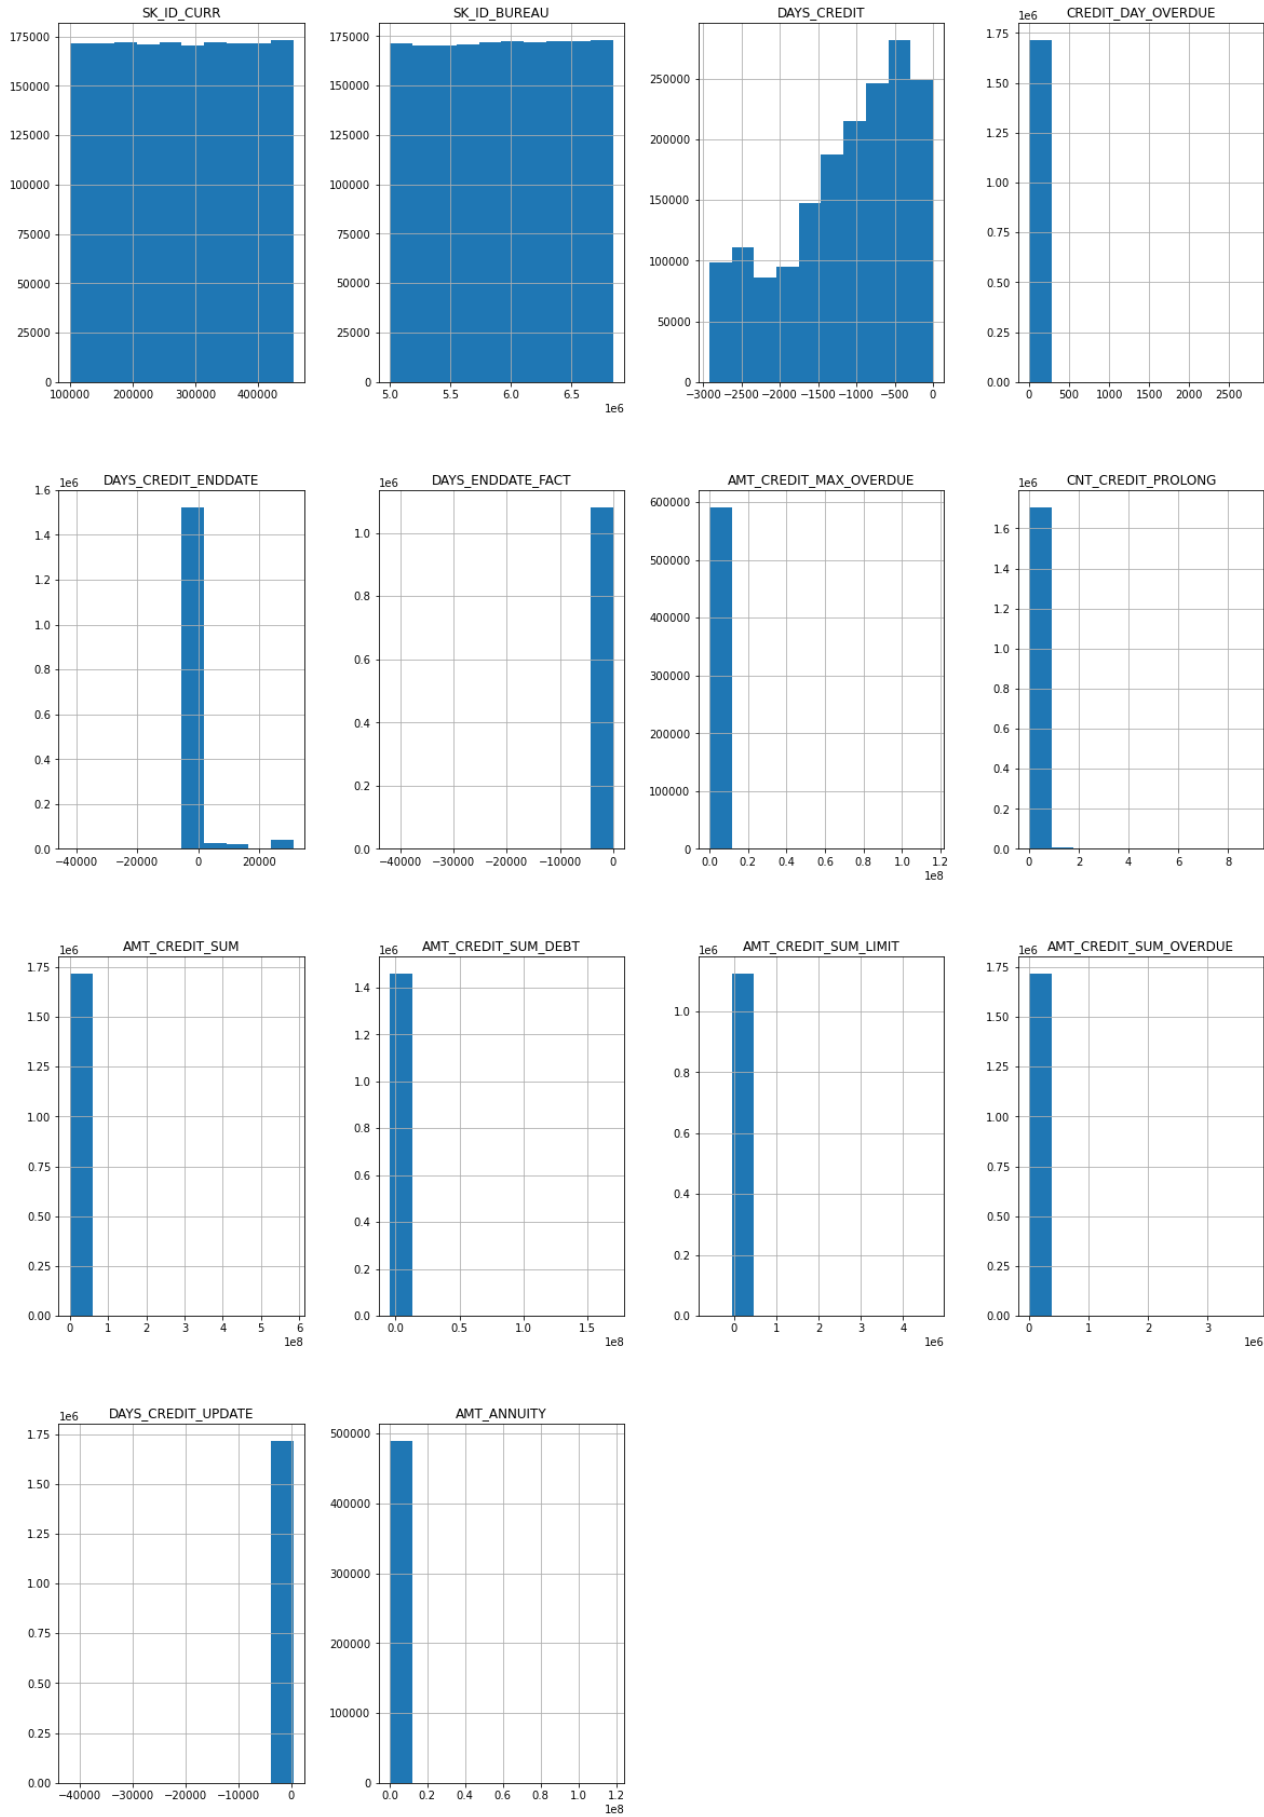 SK_ID_CURR
175000
150000
125000
100000
75000
50000
25000
0
100000 200000 300000 400000
SK_ID_BUREAU
175000
150000
125000
100000
75000
50000
25000
0
5.0 5.5 6.0 6.5
1e6
DAYS_CREDIT
250000
200000
150000
100000
50000
0
−3000 −2500 −2000 −1500 −1000 −500 0
CREDIT_DAY_OVERDUE
1e6
1.75
1.50
1.25
1.00
0.75
0.50
0.25
0.00
0 500 1000 1500 2000 2500
DAYS_CREDIT_ENDDATE
1e6
1.6
1.4
1.2
1.0
0.8
0.6
0.4
0.2
0.0
−40000 −20000 0 20000
DAYS_ENDDATE_FACT
1e6
1.0
0.8
0.6
0.4
0.2
0.0
−40000 −30000 −20000 −10000 0
AMT_CREDIT_MAX_OVERDUE
600000
500000
400000
300000
200000
100000
0
0.0 0.2 0.4 0.6 0.8 1.0 1.2
1e8
CNT_CREDIT_PROLONG
1e6
1.6
1.4
1.2
1.0
0.8
0.6
0.4
0.2
0.0
0 2 4 6 8
AMT_CREDIT_SUM
1e6
1.75
1.50
1.25
1.00
0.75
0.50
0.25
0.00
0 1 2 3 4 5 6
1e8
AMT_CREDIT_SUM_DEBT
1e6
1.4
1.2
1.0
0.8
0.6
0.4
0.2
0.0
0.0 0.5 1.0 1.5
1e8
AMT_CREDIT_SUM_LIMIT
1e6
1.0
0.8
0.6
0.4
0.2
0.0
0 1 2 3 4
1e6
AMT_CREDIT_SUM_OVERDUE
1e6
1.75
1.50
1.25
1.00
0.75
0.50
0.25
0.00
0 1 2 3
1e6
DAYS_CREDIT_UPDATE
1e6
1.75
1.50
1.25
1.00
0.75
0.50
0.25
0.00
−40000 −30000 −20000 −10000 0
AMT_ANNUITY
500000
400000
300000
200000
100000
0
0.0 0.2 0.4 0.6 0.8 1.0 1.2
1e8